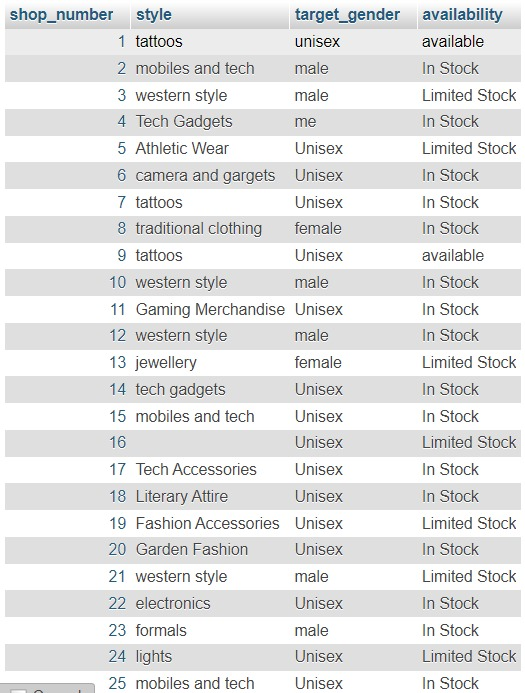 shop_number style target_gender availability
1 tattoos unisex available
2 mobiles and tech male In Stock
3 western style male Limited Stock
4 Tech Gadgets me In Stock
5 Athletic Wear Unisex Limited Stock
6 camera and gargets Unisex In Stock
7 tattoos Unisex In Stock
8 traditional clothing female In Stock
9 tattoos Unisex available
10 western style male In Stock
11 Gaming Merchandise Unisex In Stock
12 western style male In Stock
13 jewellery female Limited Stock
14 tech gadgets Unisex In Stock
15 mobiles and tech Unisex In Stock
16 Unisex Limited Stock
17 Tech Accessories Unisex In Stock
18 Literary Attire Unisex In Stock
19 Fashion Accessories Unisex Limited Stock
20 Garden Fashion Unisex In Stock
21 western style male Limited Stock
22 electronics Unisex In Stock
23 formals male In Stock
24 lights Unisex Limited Stock
25 mobiles and tech Unisex In Stock